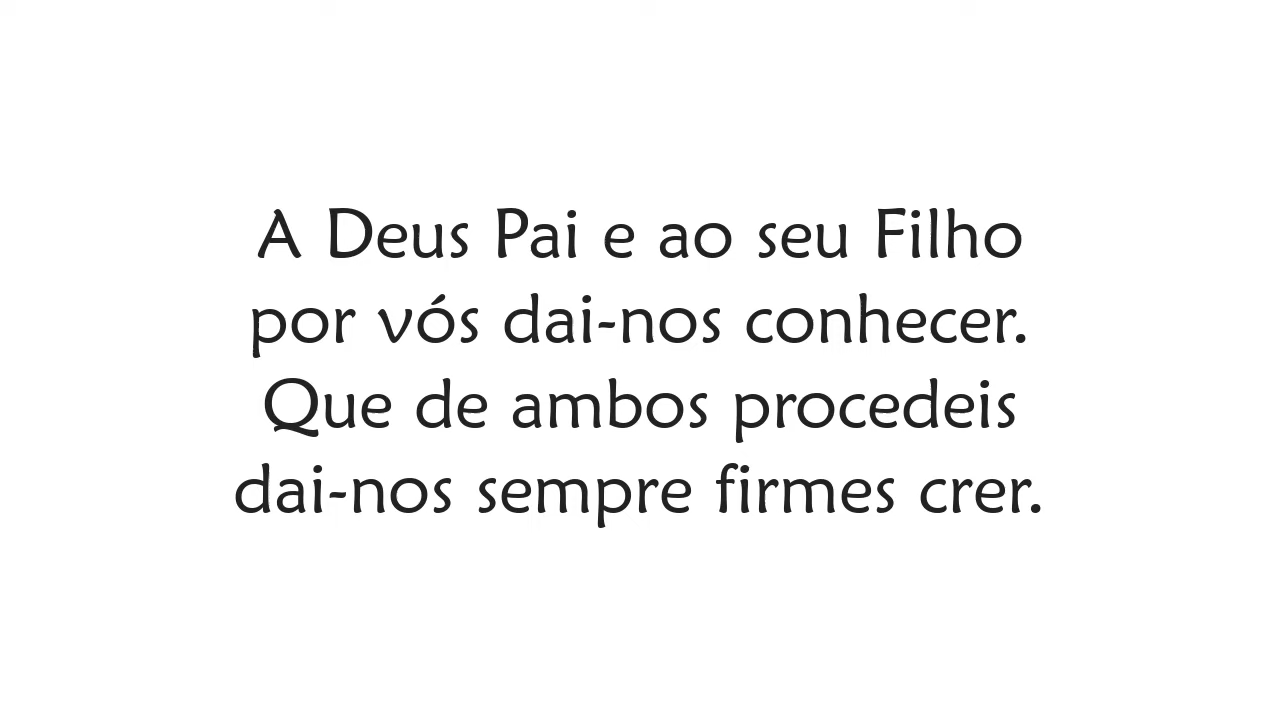 A Deus Pai e ao seu Filho
por vós dai-nos conhecer.
Que de ambos procedeis
dai-nos sempre firmes crer.